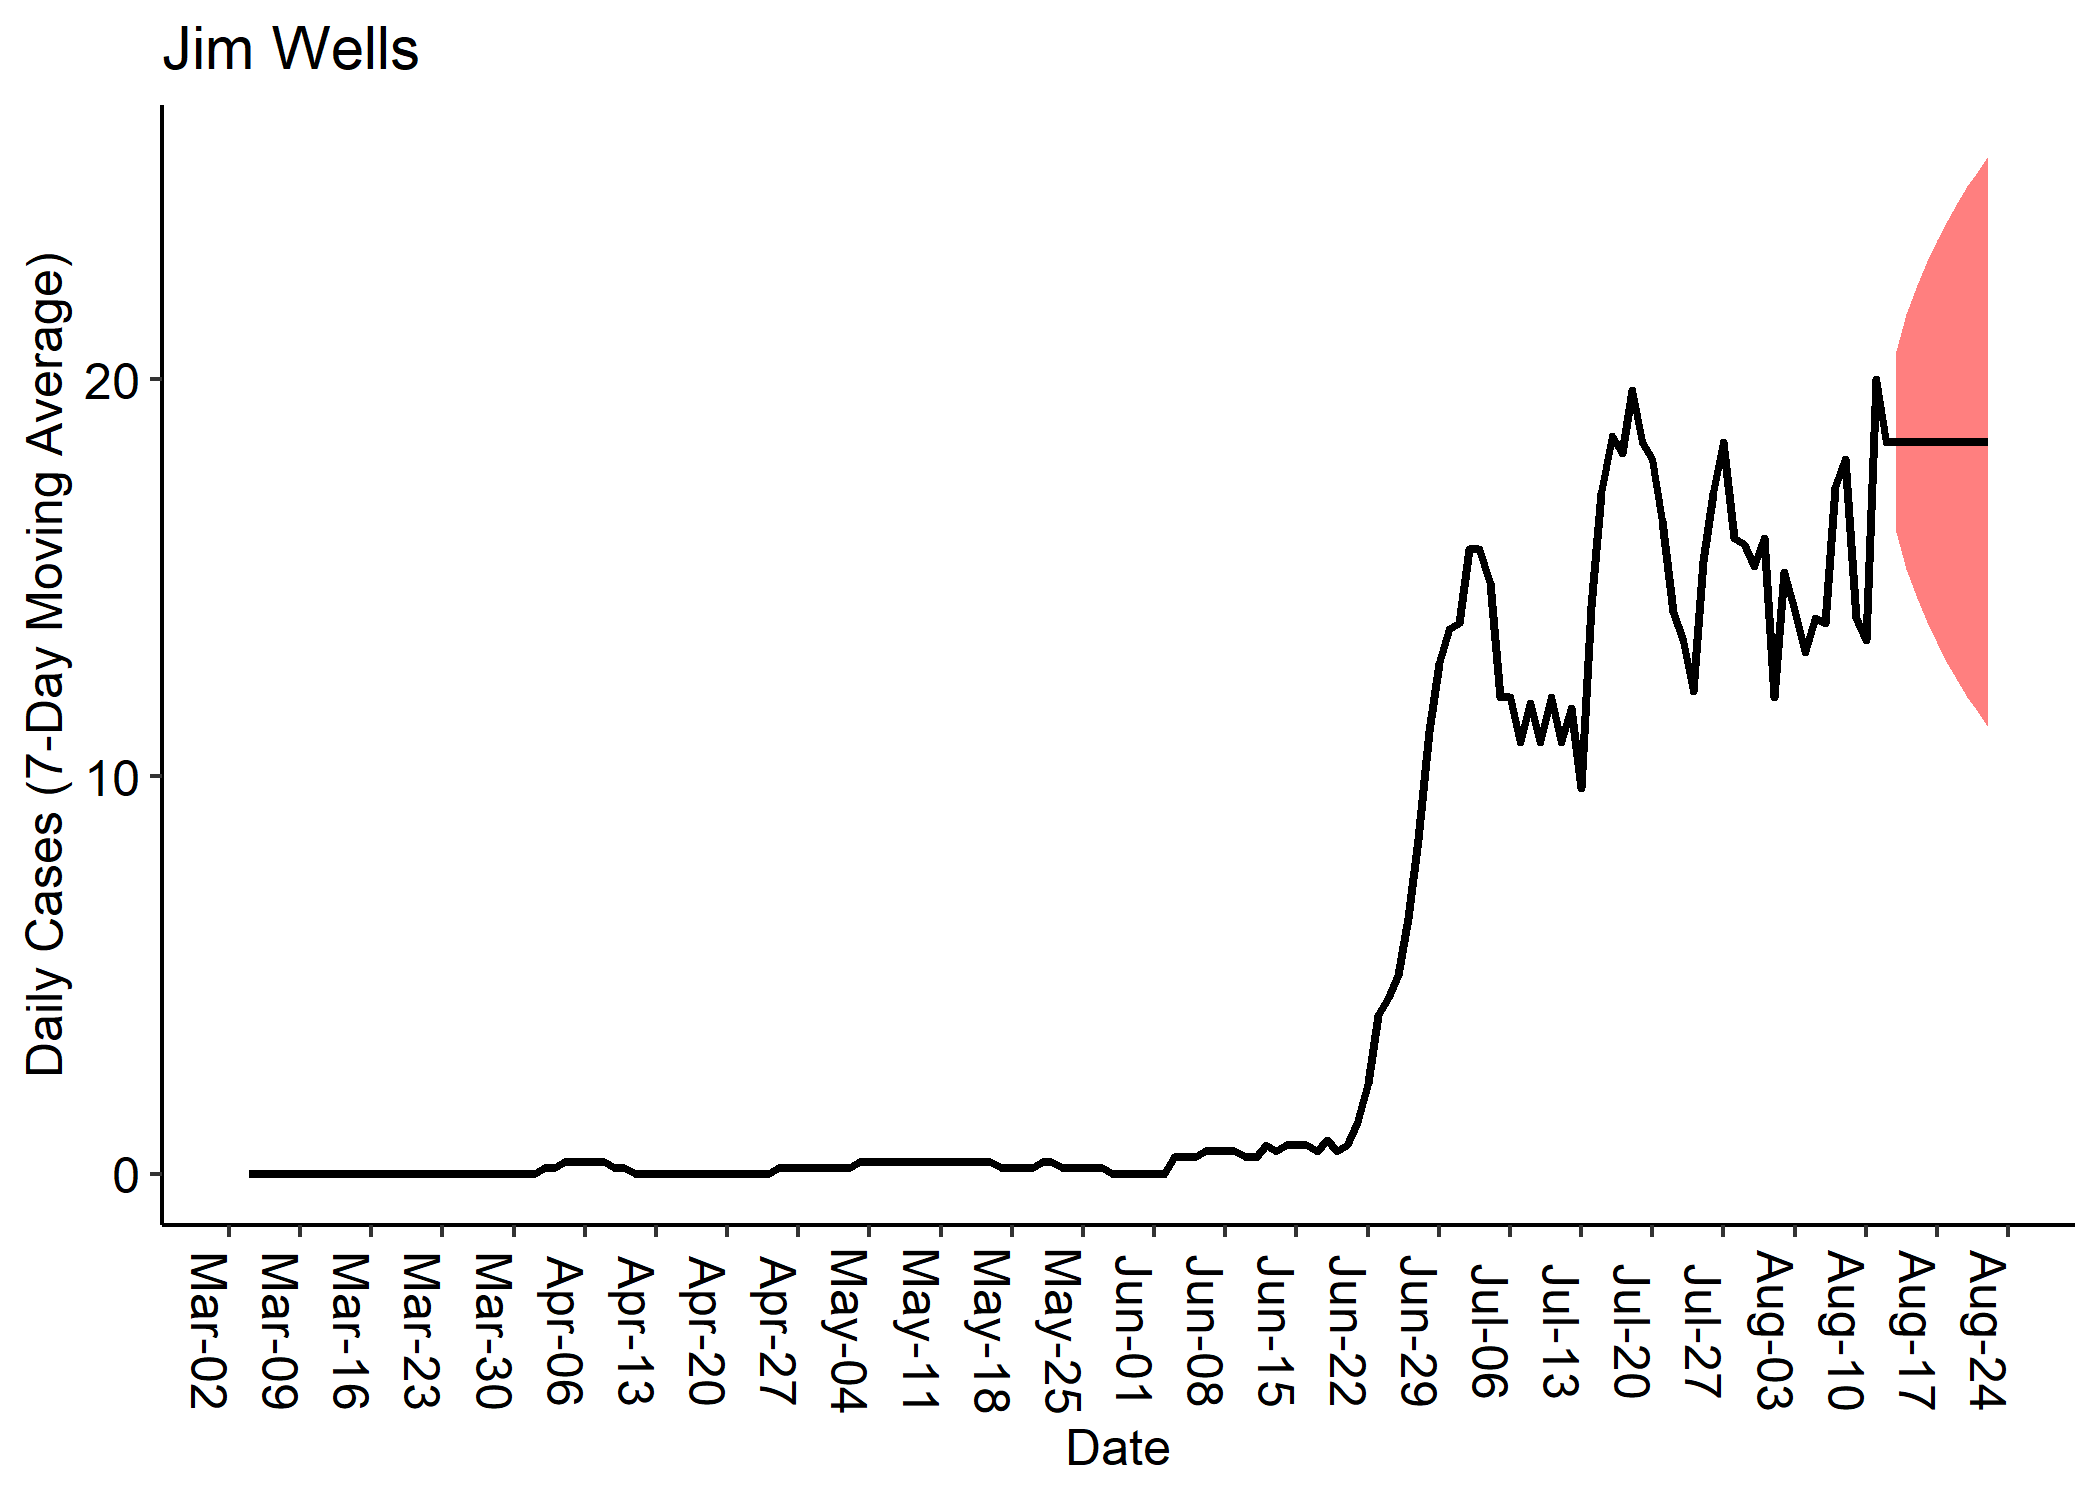 Jim Wells
Daily Cases (7-Day Moving Average)
20
10
0
Mar-02
Mar-09
Mar-16
Mar-23
Mar-30
Apr-06
Apr-13
Apr-20
Apr-27
May-04
May-11
May-18
May-25
Jun-01
Jun-08
Jun-15
Jun-22
Jun-29
Jul-06
Jul-13
Jul-20
Jul-27
Aug-03
Aug-10
Aug-17
Aug-24
Date